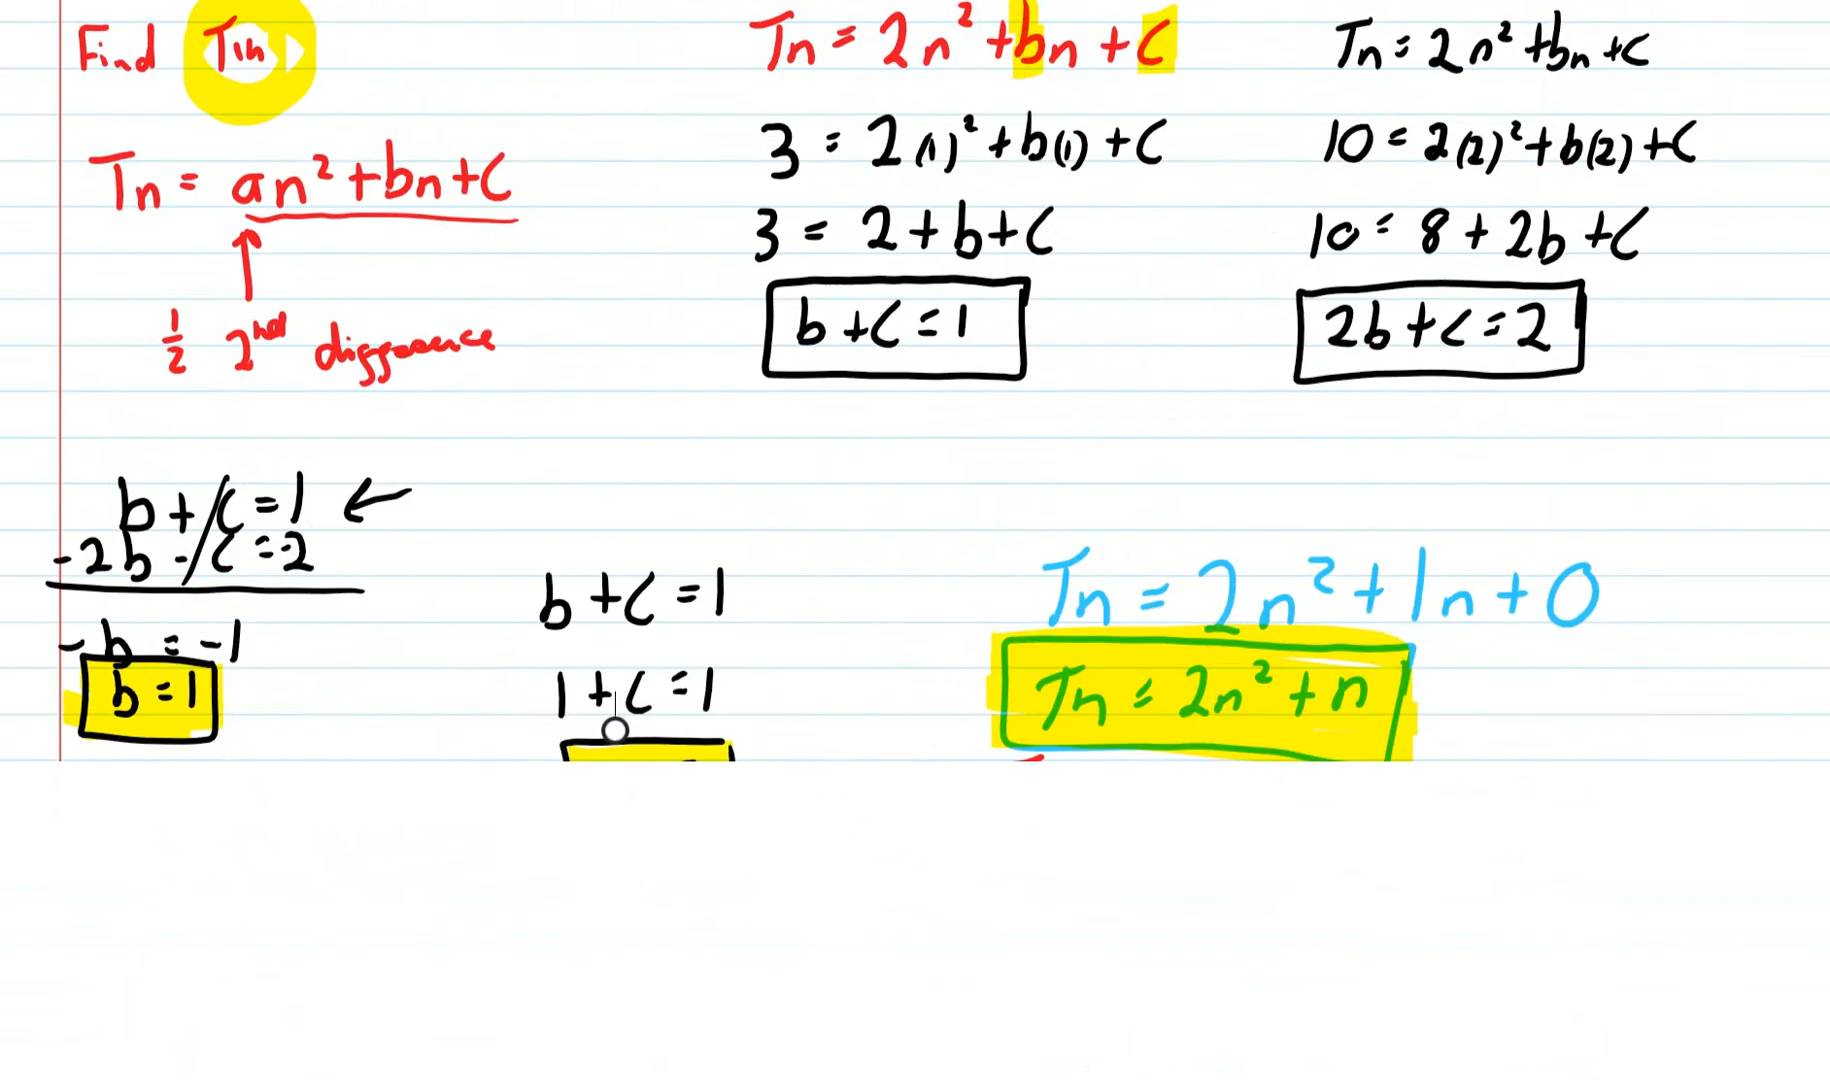 Find Tn
Tn = an² + bn + c
½ 2nd difference
Tn = 2n² + bn + c
3 = 2(1)² + b(1) + c
3 = 2 + b + c
b + c = 1
Tn = 2n² + bn + c
10 = 2(2)² + b(2) + c
10 = 8 + 2b + c
2b + c = 2
b + c = 1
-2b - c = -2
-b = -1
b = 1
b + c = 1
1 + c = 1
Tn = 2n² + 1n + 0
Tn = 2n² + n